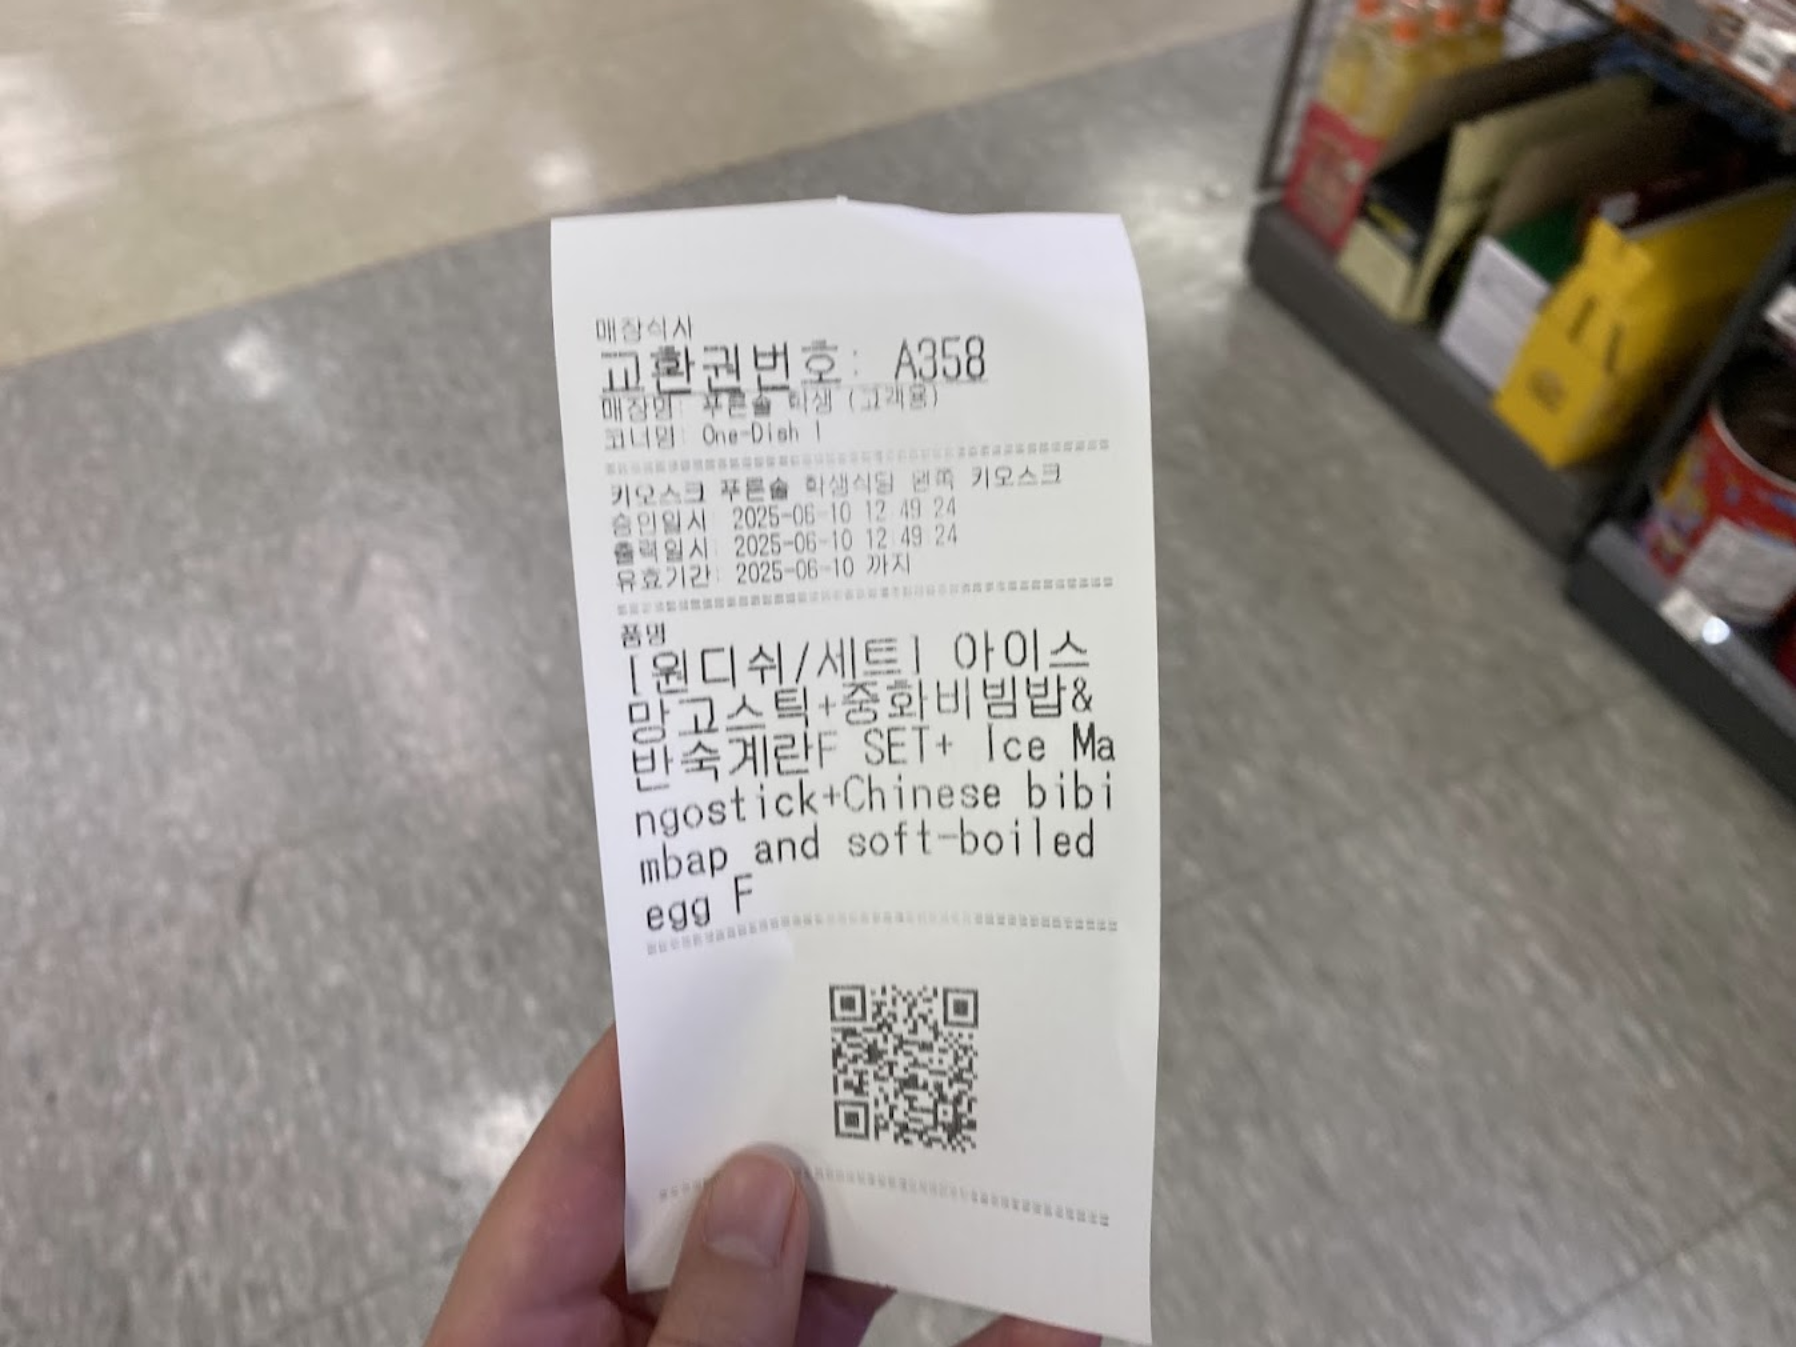 매장식사
교환권번호: A358
매장명: 푸른솔 학생 (고객용)
코너명: One-Dish 1
키오스크 푸른솔 학생식당 왼쪽 키오스크
승인일시: 2025-06-10 12:49:24
출력일시: 2025-06-10 12:49:24
유효기간: 2025-06-10 까지
품명
[원디쉬/세트] 아이스
망고스틱+중화비빔밥&
반숙계란F SET+ Ice Ma
ngostick+Chinese bibi
mbap and soft-boiled
egg F